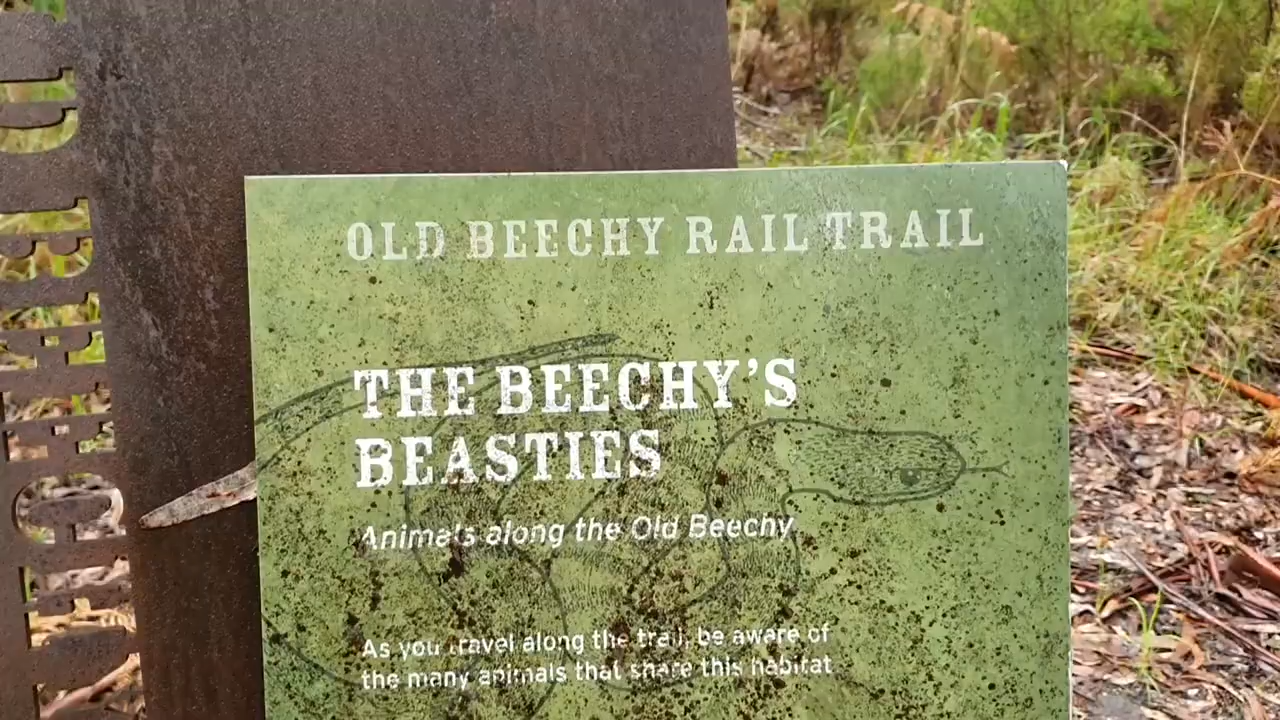 OLD BEECHY RAIL TRAIL
THE BEECHY'S
BEASTIES
Animals along the Old Beechy
As you travel along the trail, be aware of
the many animals that share this habitat